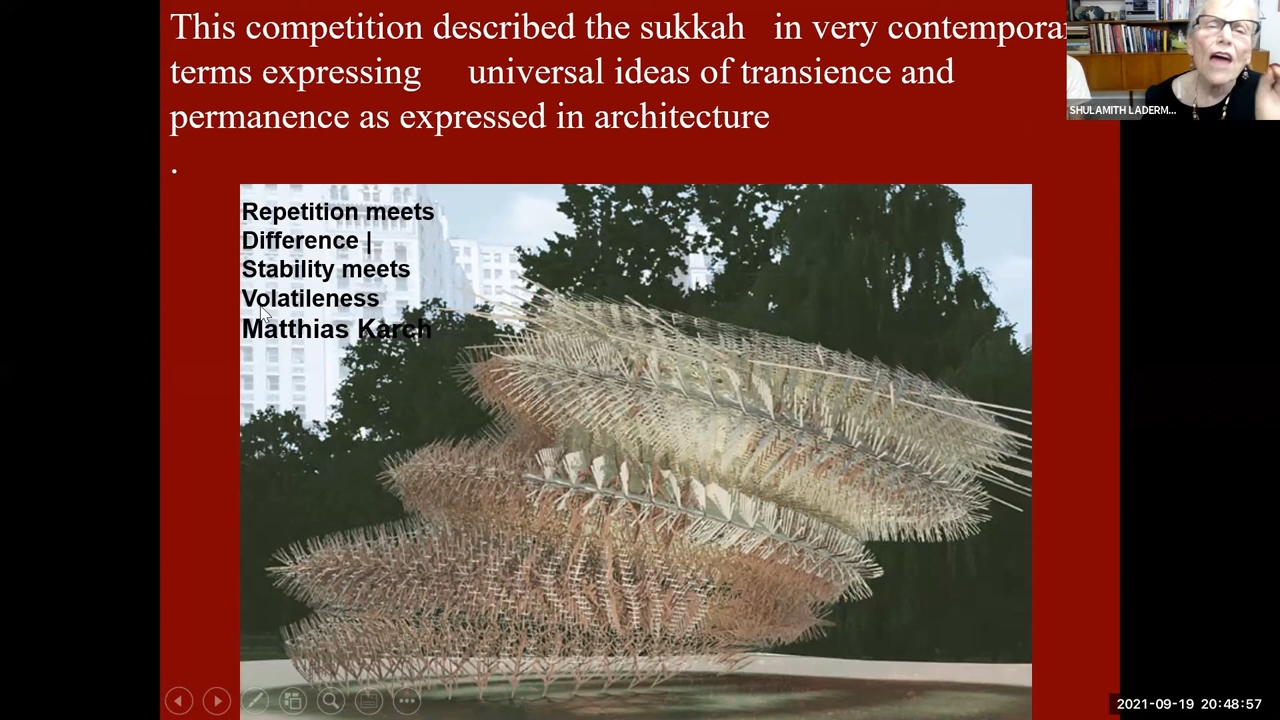 This competition described the sukkah in very contempora
terms expressing universal ideas of transience and
permanence as expressed in architecture
.
SHULAMITH LADERM...
Repetition meets
Difference |
Stability meets
Volatileness
Matthias Karch
2021-09-19 20:48:57